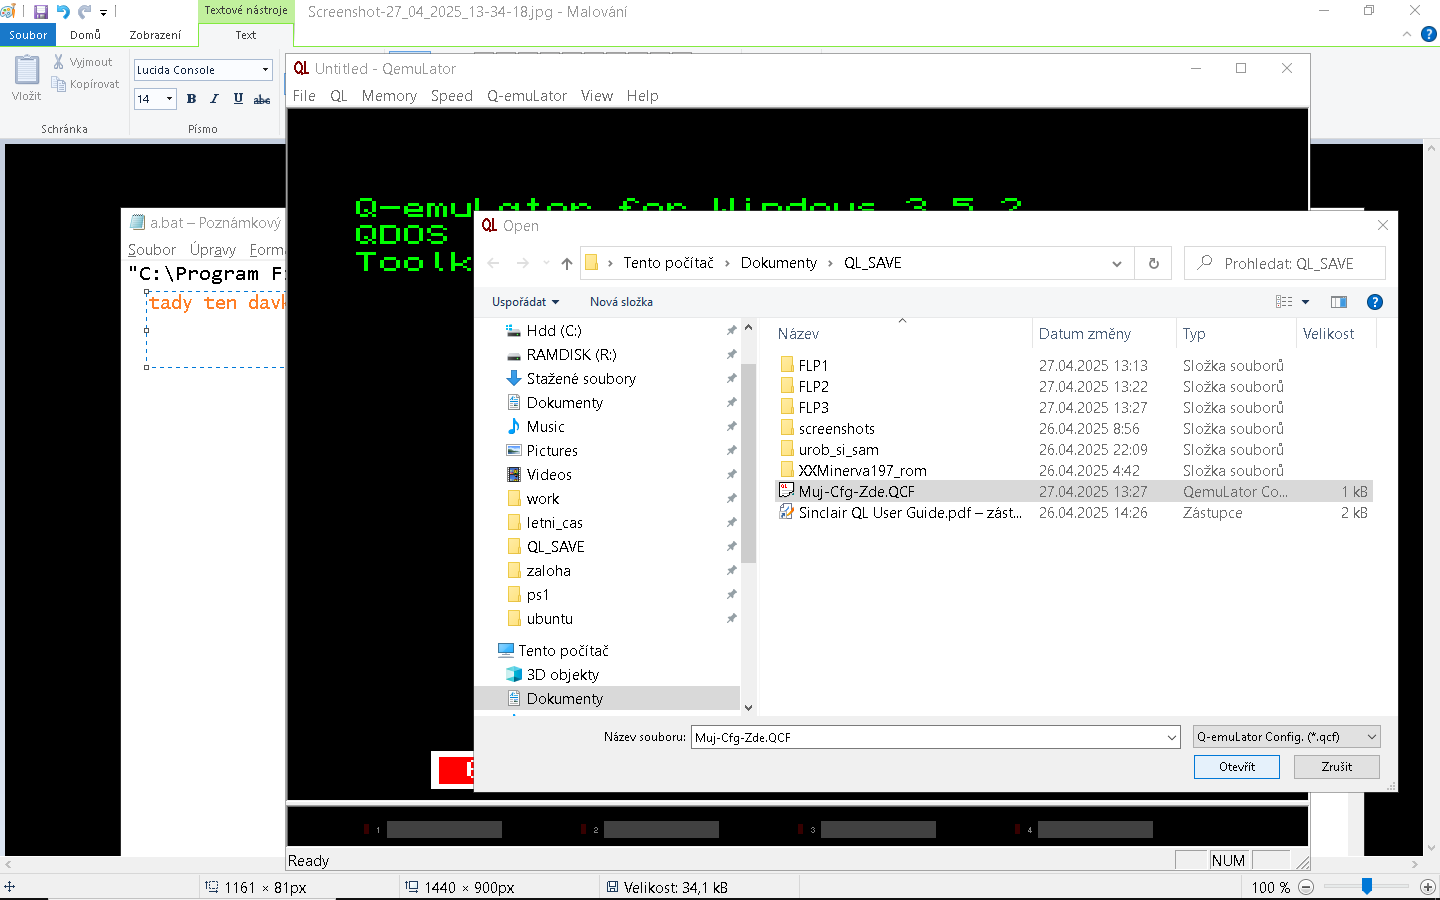 Textové nástroje
Screenshot-27_04_2025_13-34-18.jpg - Malování
Soubor
Domů
Zobrazení
Text
Vložit
Vyjmout
Kopírovat
Schránka
Lucida Console
14
B I U abc
Písmo
QL Untitled - QemuLator
File QL Memory Speed Q-emuLator View Help
Q-emuLator for Windows 3.5.2
QDOS
Toolk
a.bat – Poznámkový
Soubor Úpravy Formá
"C:\Program F
tady ten davk
QL Open
Tento počítač › Dokumenty › QL_SAVE
Prohledat: QL_SAVE
Uspořádat
Nová složka
Hdd (C:)
RAMDISK (R:)
Stažené soubory
Dokumenty
Music
Pictures
Videos
work
letni_cas
QL_SAVE
zaloha
ps1
ubuntu
Tento počítač
3D objekty
Dokumenty
Název Datum změny Typ Velikost
FLP1 27.04.2025 13:13 Složka souborů
FLP2 27.04.2025 13:22 Složka souborů
FLP3 27.04.2025 13:27 Složka souborů
screenshots 26.04.2025 8:56 Složka souborů
urob_si_sam 26.04.2025 22:09 Složka souborů
XXMinerva197_rom 26.04.2025 4:42 Složka souborů
Muj-Cfg-Zde.QCF 27.04.2025 13:27 QemuLator Co... 1 kB
Sinclair QL User Guide.pdf – zást... 26.04.2025 14:26 Zástupce 2 kB
Název souboru: Muj-Cfg-Zde.QCF
Q-emuLator Config. (*.qcf)
Otevřít
Zrušit
1 2 3 4
Ready
NUM
1161 × 81px
1440 × 900px
Velikost: 34,1 kB
100 %